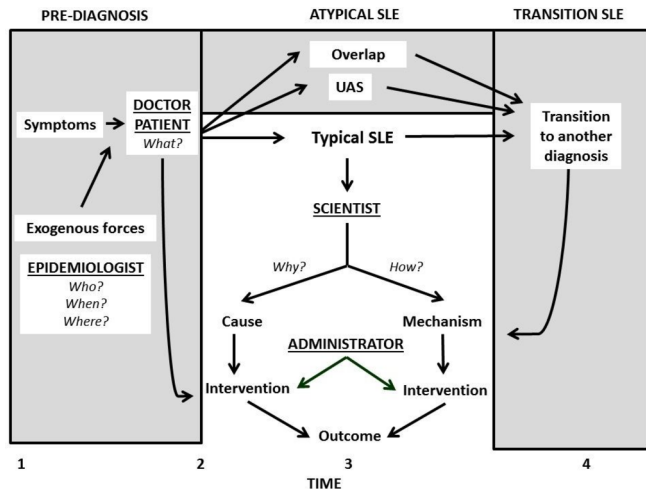 PRE-DIAGNOSIS
ATYPICAL SLE
TRANSITION SLE
Overlap
UAS
DOCTOR
PATIENT
What?
Symptoms
Typical SLE
Transition
to another
diagnosis
SCIENTIST
Exogenous forces
EPIDEMIOLOGIST
Who?
When?
Where?
Why?
How?
Cause
Mechanism
ADMINISTRATOR
Intervention
Intervention
Outcome
1
2
3
4
TIME